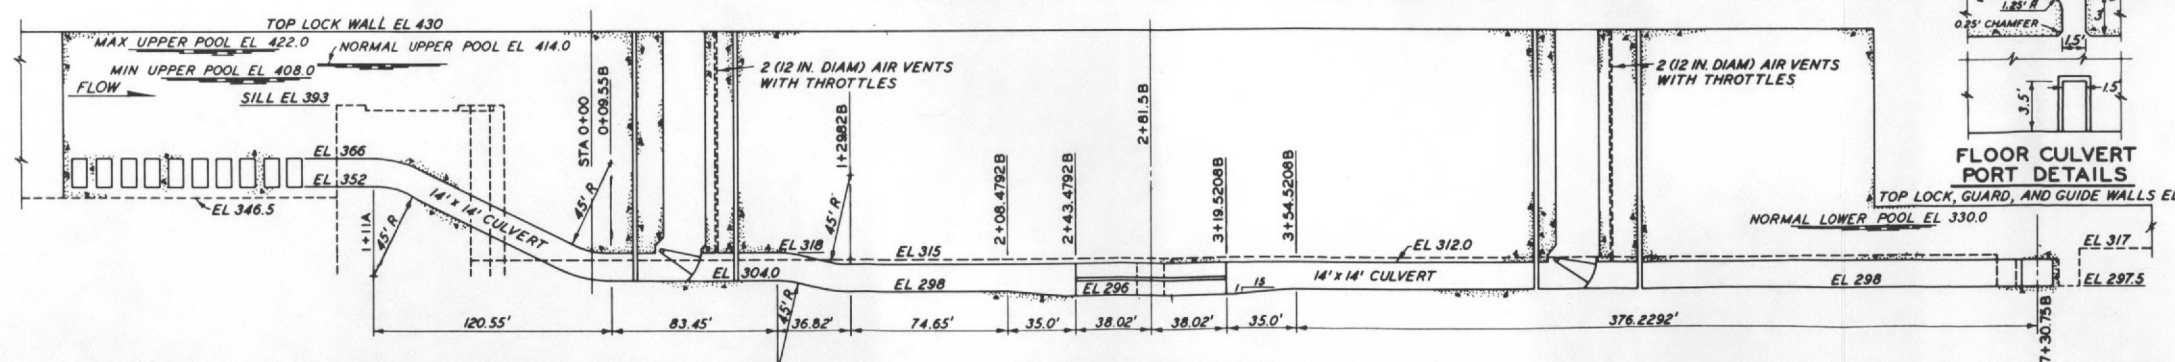 TOP LOCK WALL EL 430
MAX UPPER POOL EL 422.0
NORMAL UPPER POOL EL 414.0
MIN UPPER POOL EL 408.0
FLOW
SILL EL 393
EL 366
EL 352
EL 346.5
1+11A
45' R
14' x 14' CULVERT
45' R
STA 0+00
0+09.55B
2 (12 IN. DIAM) AIR VENTS
WITH THROTTLES
1+29.82B
45' R
EL 318
EL 304.0
45' R
EL 315
EL 298
2+08.4792B
2+43.4792B
2+81.5B
EL 296
3+19.5208B
3+54.5208B
15
1
EL 312.0
14' x 14' CULVERT
2 (12 IN. DIAM) AIR VENTS
WITH THROTTLES
EL 298
NORMAL LOWER POOL EL 330.0
TOP LOCK, GUARD, AND GUIDE WALLS EL
EL 317
EL 297.5
7+30.75B
120.55'
83.45'
36.82'
74.65'
35.0'
38.02'
38.02'
35.0'
376.2292'
1.25' R
0.25' CHAMFER
1.5'
3.5'
1.5'
FLOOR CULVERT
PORT DETAILS